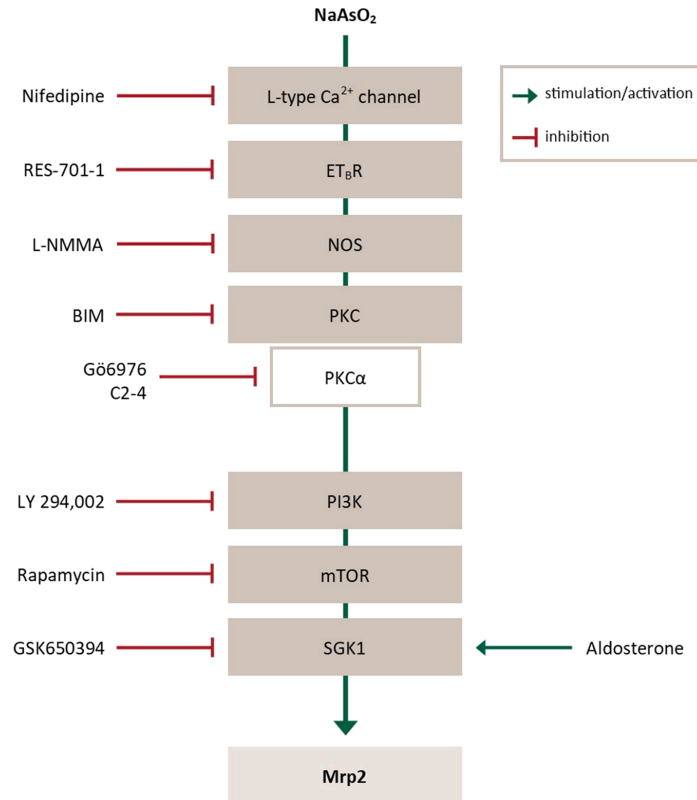 NaAsO₂
Nifedipine
L-type Ca²⁺ channel
stimulation/activation
inhibition
RES-701-1
ET_BR
L-NMMA
NOS
BIM
PKC
Gö6976
C2-4
PKCα
LY 294,002
PI3K
Rapamycin
mTOR
GSK650394
SGK1
Aldosterone
Mrp2